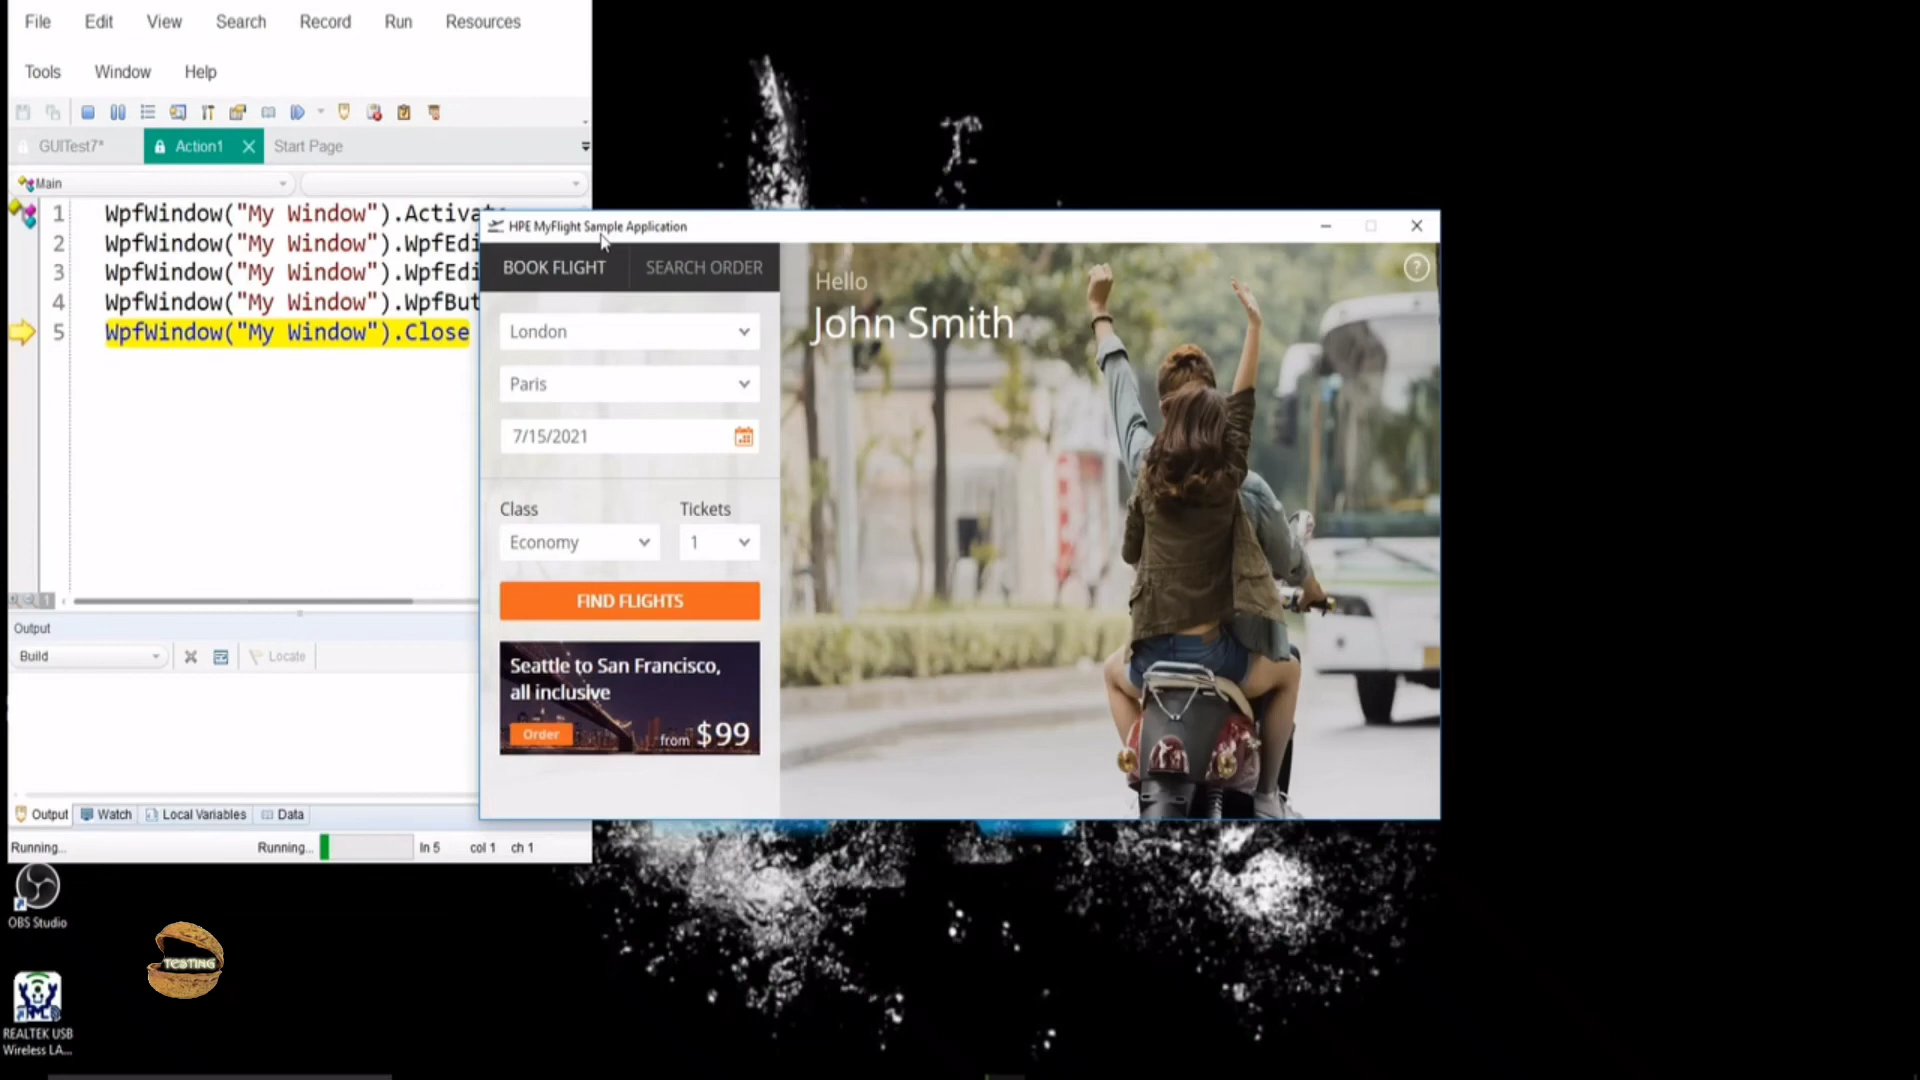 File Edit View Search Record Run Resources
Tools Window Help
GUITest7* Action1 Start Page
Main
1 WpfWindow("My Window").Activat
2 WpfWindow("My Window").WpfEdi
3 WpfWindow("My Window").WpfEdi
4 WpfWindow("My Window").WpfBut
5 WpfWindow("My Window").Close
HPE MyFlight Sample Application
BOOK FLIGHT SEARCH ORDER
Hello
John Smith
?
London
Paris
7/15/2021
Class Tickets
Economy 1
FIND FLIGHTS
Seattle to San Francisco,
all inclusive
Order from $99
1
Output
Build Locate
Output Watch Local Variables Data
Running... Running... ln 5 col 1 ch 1
OBS Studio
TESTING
REALTEK USB
Wireless LA...